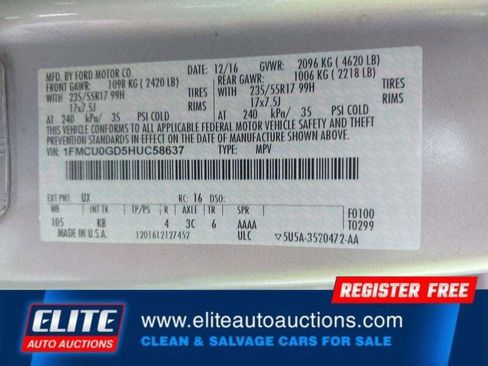 MFD. BY FORD MOTOR CO.
DATE: 12/16 GVWR: 2096 KG ( 4620 LB)
FRONT GAWR: 1098 KG ( 2420 LB) REAR GAWR: 1006 KG ( 2218 LB)
WITH 235/55R17 99H TIRES WITH 235/55R17 99H TIRES
17x7.5J RIMS 17x7.5J RIMS
AT 240 kPa/ 35 PSI COLD AT 240 kPa/ 35 PSI COLD
THIS VEHICLE CONFORMS TO ALL APPLICABLE FEDERAL MOTOR VEHICLE SAFETY AND THEFT
PREVENTION STANDARDS IN EFFECT ON THE DATE OF MANUFACTURE SHOWN ABOVE.
VIN: 1FMCU0GD5HUC58637 TYPE: MPV
EXT PNT: UX RC: 16 DSO:
WB INT TR TP/PS R AXLE TR SPR F0100
105 KB 4 3C 6 AAAA T0299
MADE IN U.S.A. 1201612127452 ULC 5U5A-3520472-AA
REGISTER FREE
ELITE
AUTO AUCTIONS
www.eliteautoauctions.com
CLEAN & SALVAGE CARS FOR SALE